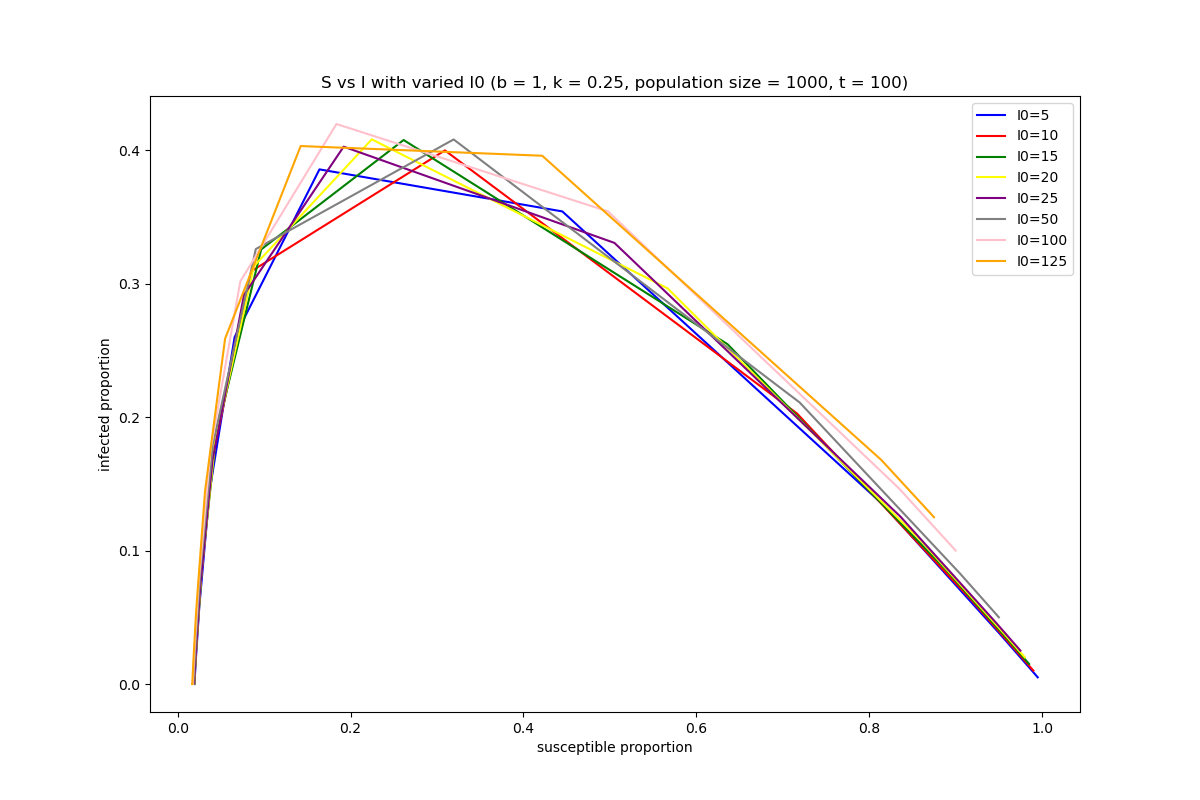 S vs I with varied I0 (b = 1, k = 0.25, population size = 1000, t = 100)
I0=5
I0=10
I0=15
I0=20
I0=25
I0=50
I0=100
I0=125
infected proportion
0.4
0.3
0.2
0.1
0.0
0.0 0.2 0.4 0.6 0.8 1.0
susceptible proportion